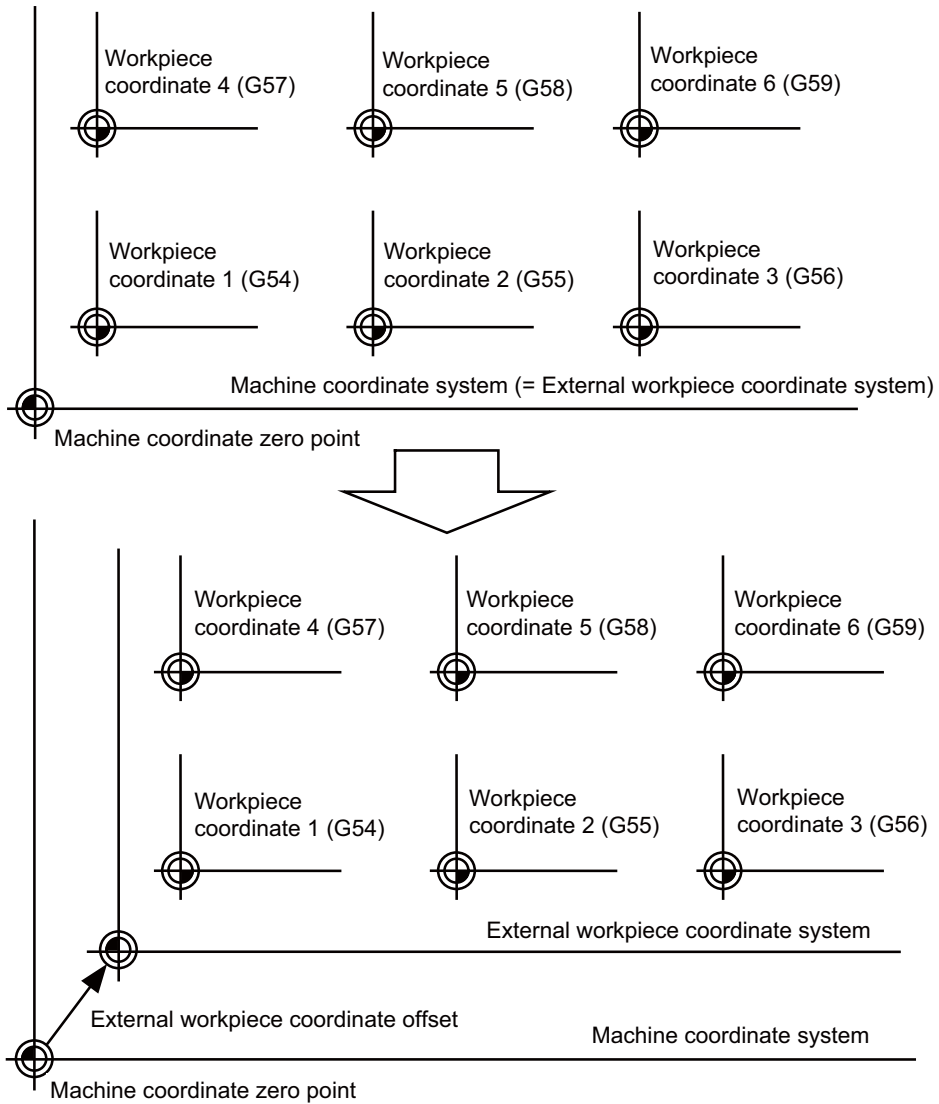 Workpiece
coordinate 4 (G57)
Workpiece
coordinate 5 (G58)
Workpiece
coordinate 6 (G59)
Workpiece
coordinate 1 (G54)
Workpiece
coordinate 2 (G55)
Workpiece
coordinate 3 (G56)
Machine coordinate system (= External workpiece coordinate system)
Machine coordinate zero point
Workpiece
coordinate 4 (G57)
Workpiece
coordinate 5 (G58)
Workpiece
coordinate 6 (G59)
Workpiece
coordinate 1 (G54)
Workpiece
coordinate 2 (G55)
Workpiece
coordinate 3 (G56)
External workpiece coordinate system
External workpiece coordinate offset
Machine coordinate system
Machine coordinate zero point